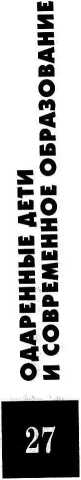 ОДАРЕННЫЕ ДЕТИ
И СОВРЕМЕННОЕ ОБРАЗОВАНИЕ
27